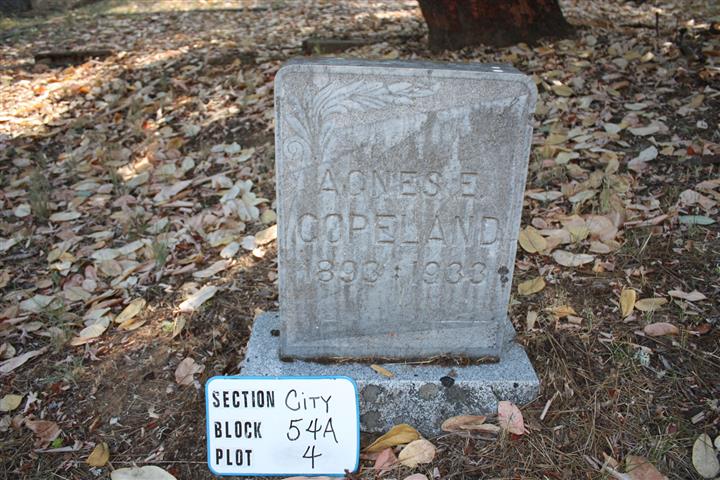 AGNES E.
COPELAND
1893 : 1933
SECTION City
BLOCK 54A
PLOT 4